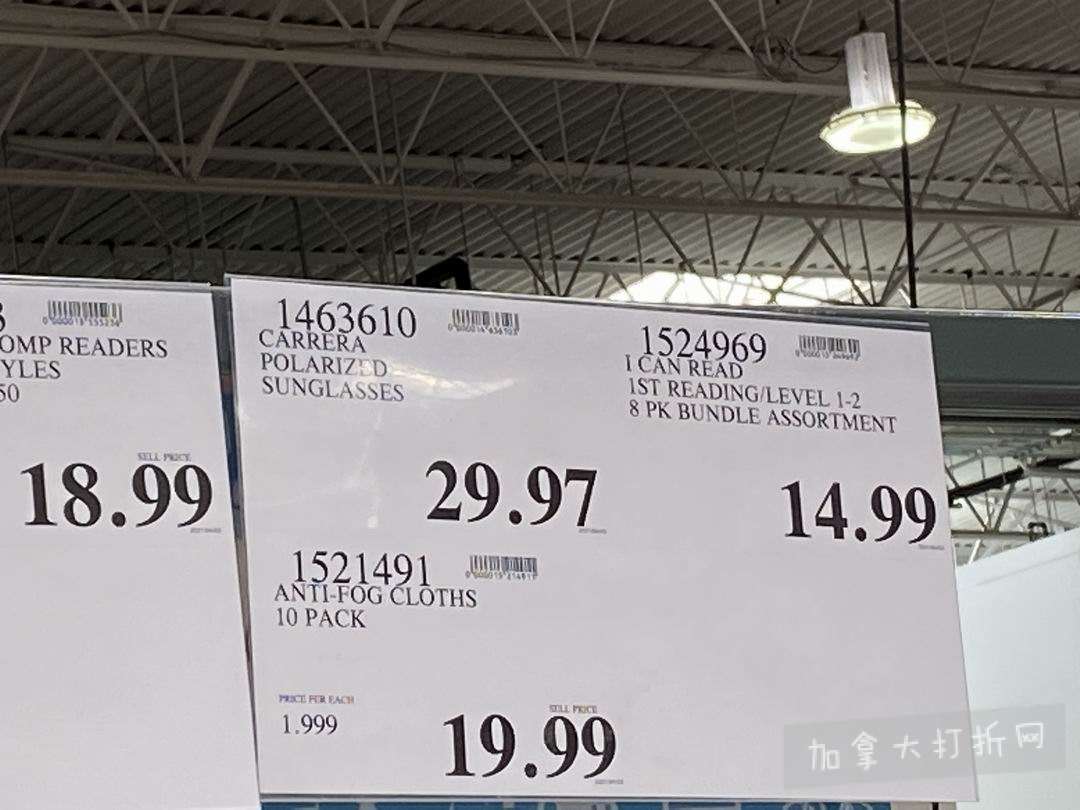 OMP READERS
YLES
50
SELL PRICE
18.99
1463610
CARRERA
POLARIZED
SUNGLASSES
29.97
1524969
I CAN READ
1ST READING/LEVEL 1-2
8 PK BUNDLE ASSORTMENT
14.99
1521491
ANTI-FOG CLOTHS
10 PACK
PRICE PER EACH
1.999
SELL PRICE
19.99
加拿大打折网